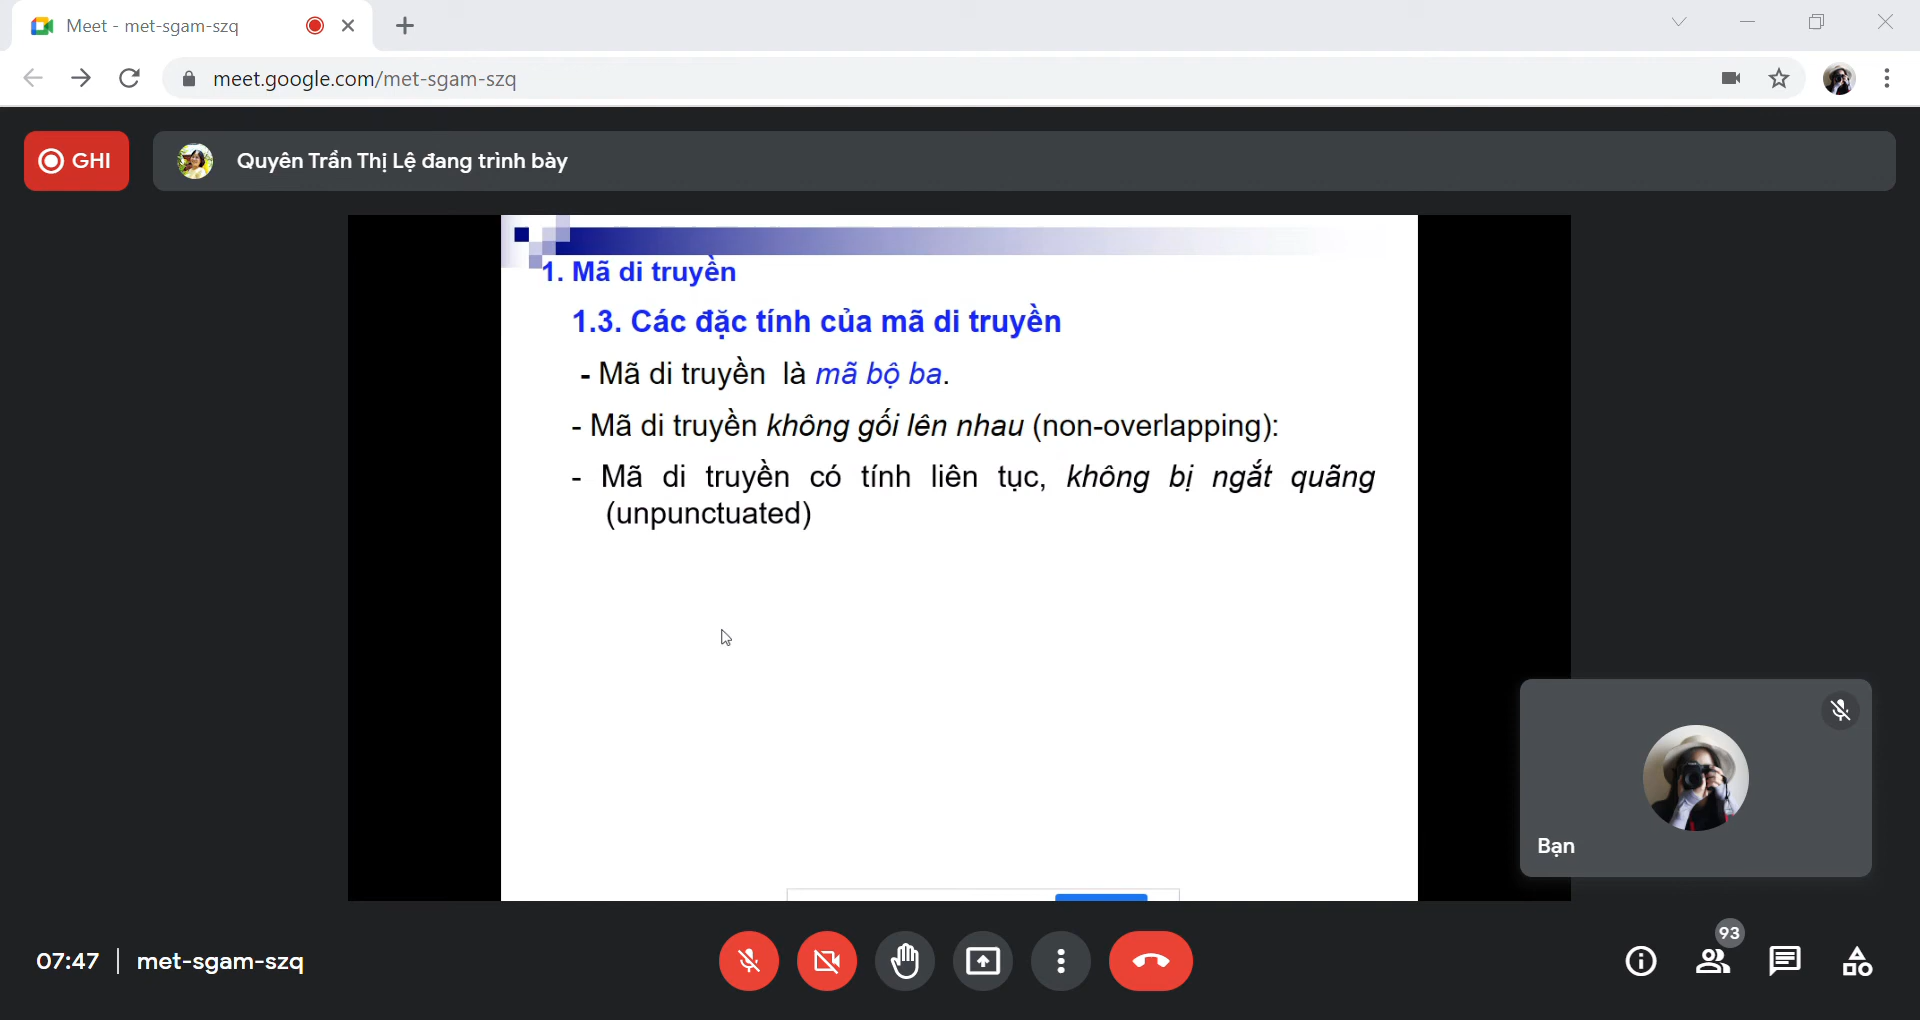 Meet - met-sgam-szq
meet.google.com/met-sgam-szq
GHI
Quyên Trần Thị Lệ đang trình bày
1. Mã di truyền
1.3. Các đặc tính của mã di truyền
- Mã di truyền là mã bộ ba.
- Mã di truyền không gối lên nhau (non-overlapping):
- Mã di truyền có tính liên tục, không bị ngắt quãng
(unpunctuated)
Bạn
07:47 | met-sgam-szq
93